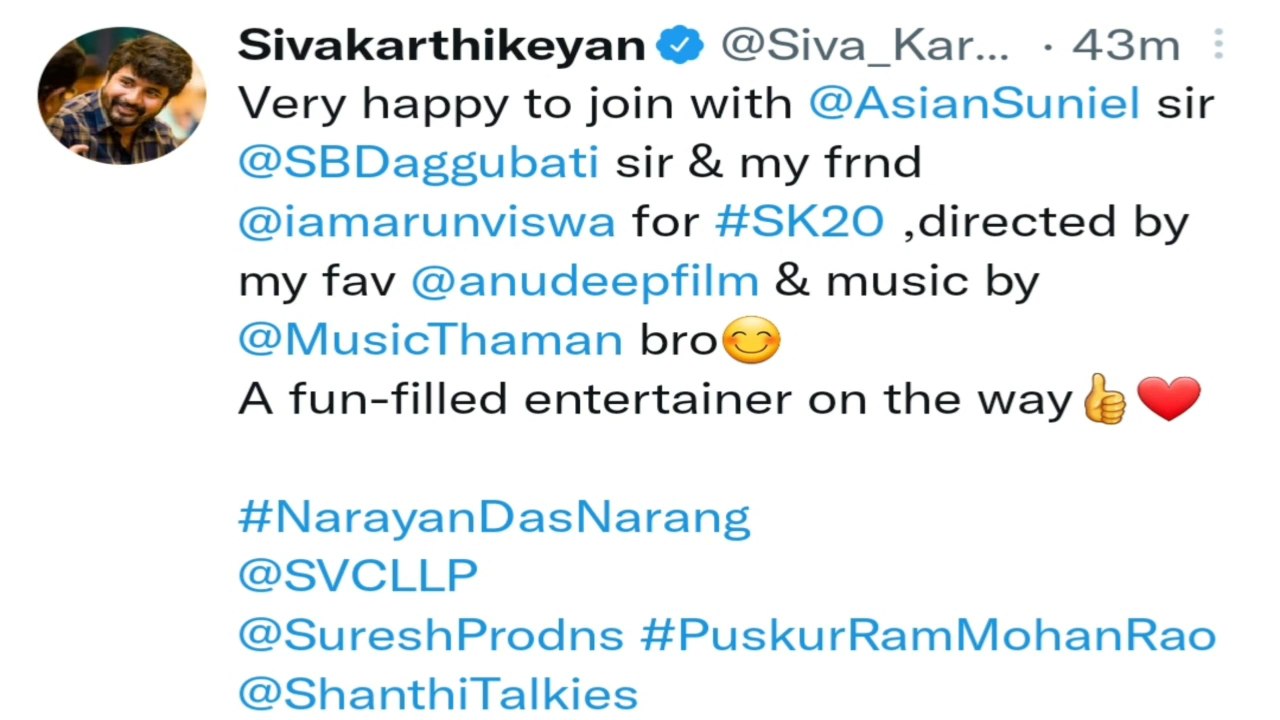 Sivakarthikeyan @Siva_Kar... · 43m
Very happy to join with @AsianSuniel sir
@SBDaggubati sir & my frnd
@iamarunviswa for #SK20 ,directed by
my fav @anudeepfilm & music by
@MusicThaman bro😊
A fun-filled entertainer on the way👍❤️
#NarayanDasNarang
@SVCLLP
@SureshProdns #PuskurRamMohanRao
@ShanthiTalkies